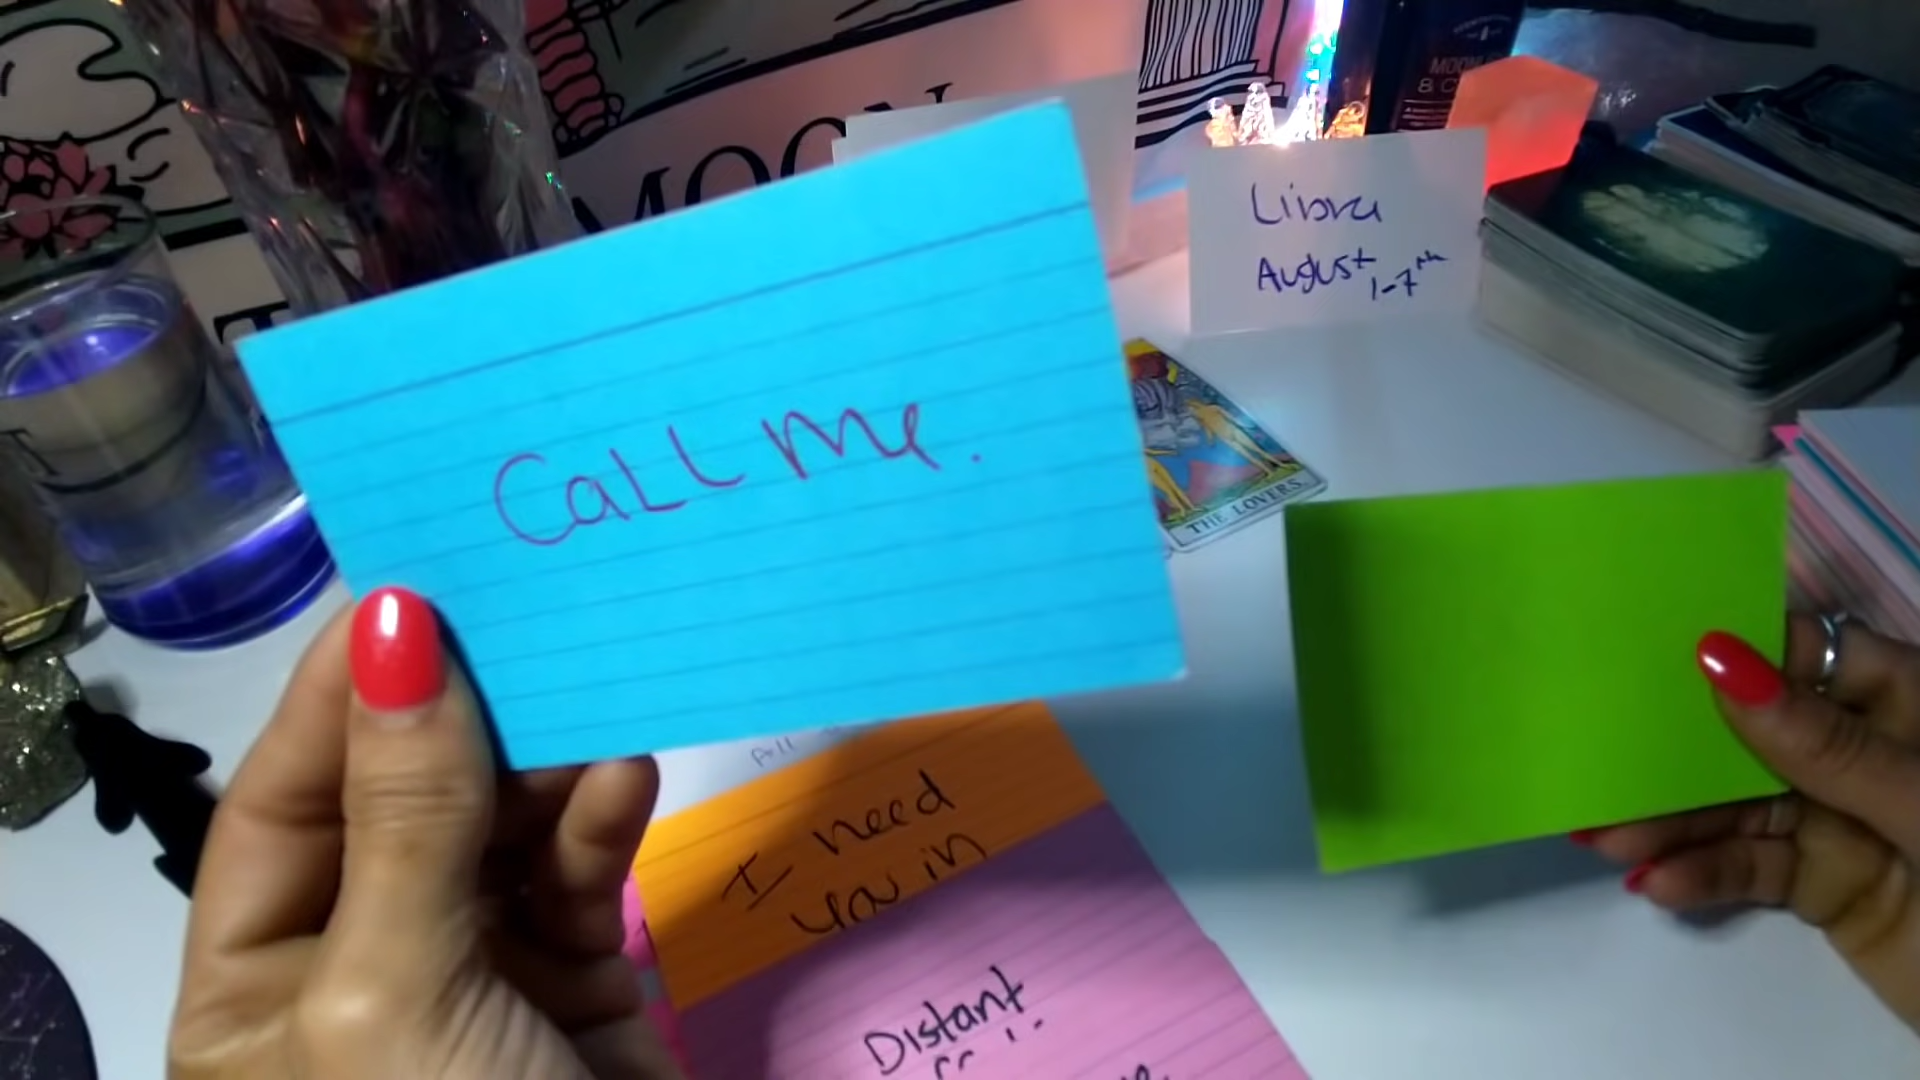 MOON
Libra
August
1-7th
Call Me.
THE LOVERS.
I need
you in
Distant